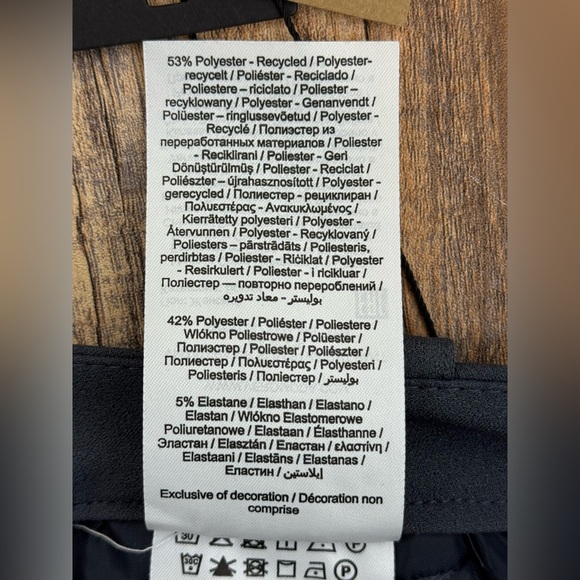 53% Polyester - Recycled / Polyester-
recycelt / Poliéster - Reciclado /
Poliestere – riciclato / Poliester –
recyklowany / Polyester - Genanvendt /
Polüester – ringlussevõetud / Polyester -
Recyclé / Полиэстер из
переработанных материалов / Poliester
- Reciklirani / Poliester - Geri
Dönüştürülmüş / Poliester - Reciclat /
Poliészter – újrahasznosított / Polyester -
gerecycled / Полиестер - рециклиран /
Πολυεστέρας - Ανακυκλωμένος /
Kierrätetty polyesteri / Polyester -
Återvunnen / Polyester - Recyklovaný /
Poliesters – pārstrādāts / Poliesteris,
perdirbtas / Poliester - Ričiklat / Polyester
- Resirkulert / Poliester - i ricikluar /
Поліестер — повторно перероблений /
بوليستر - معاد تدويره
42% Polyester / Poliéster / Poliestere /
Wlókno Poliestrowe / Polüester /
Полиэстер / Poliester / Poliészter /
Полиестер / Πολυεστέρας / Polyesteri /
Poliesteris / Поліестер / بوليستر
5% Elastane / Elasthan / Elastano /
Elastan / Wlókno Elastomerowe
Poliuretanowe / Elastaan / Élasthanne /
Эластан / Elasztán / Еластан / ελαστίνη /
Elastaani / Elastāns / Elastanas /
Еластин / إيلاستين
Exclusive of decoration / Décoration non
comprise
30
P
30C
P